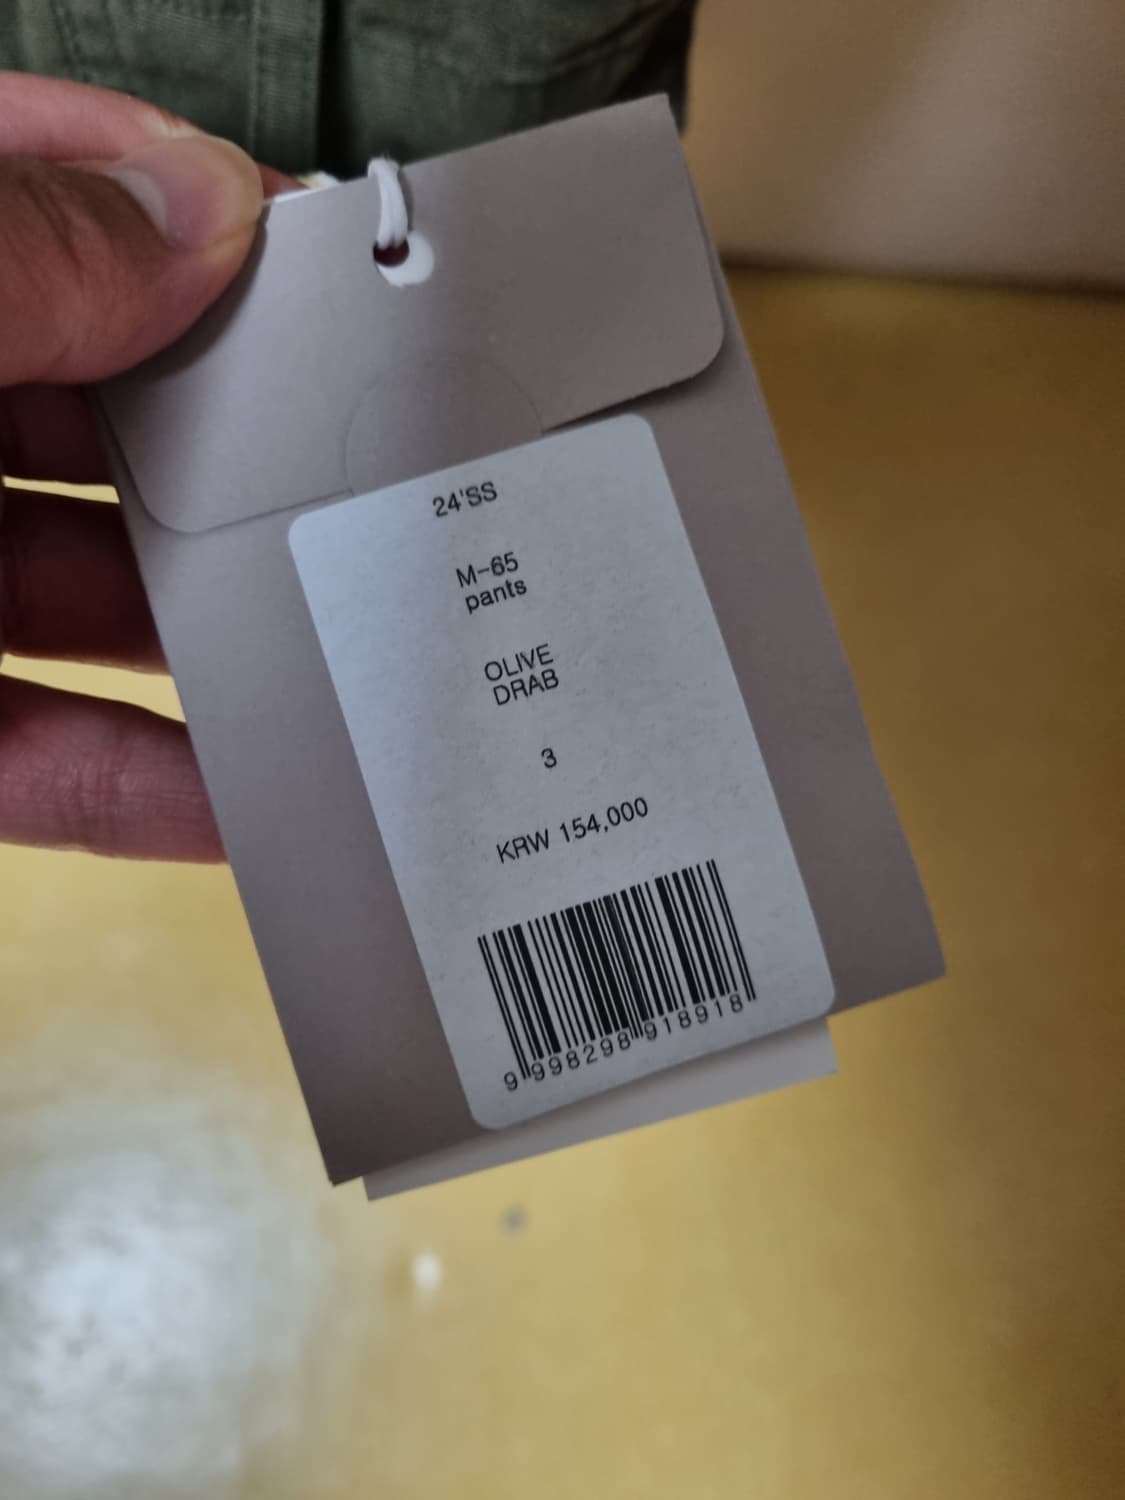 24'SS
M-65
pants
OLIVE
DRAB
3
KRW 154,000
9 998298 918918